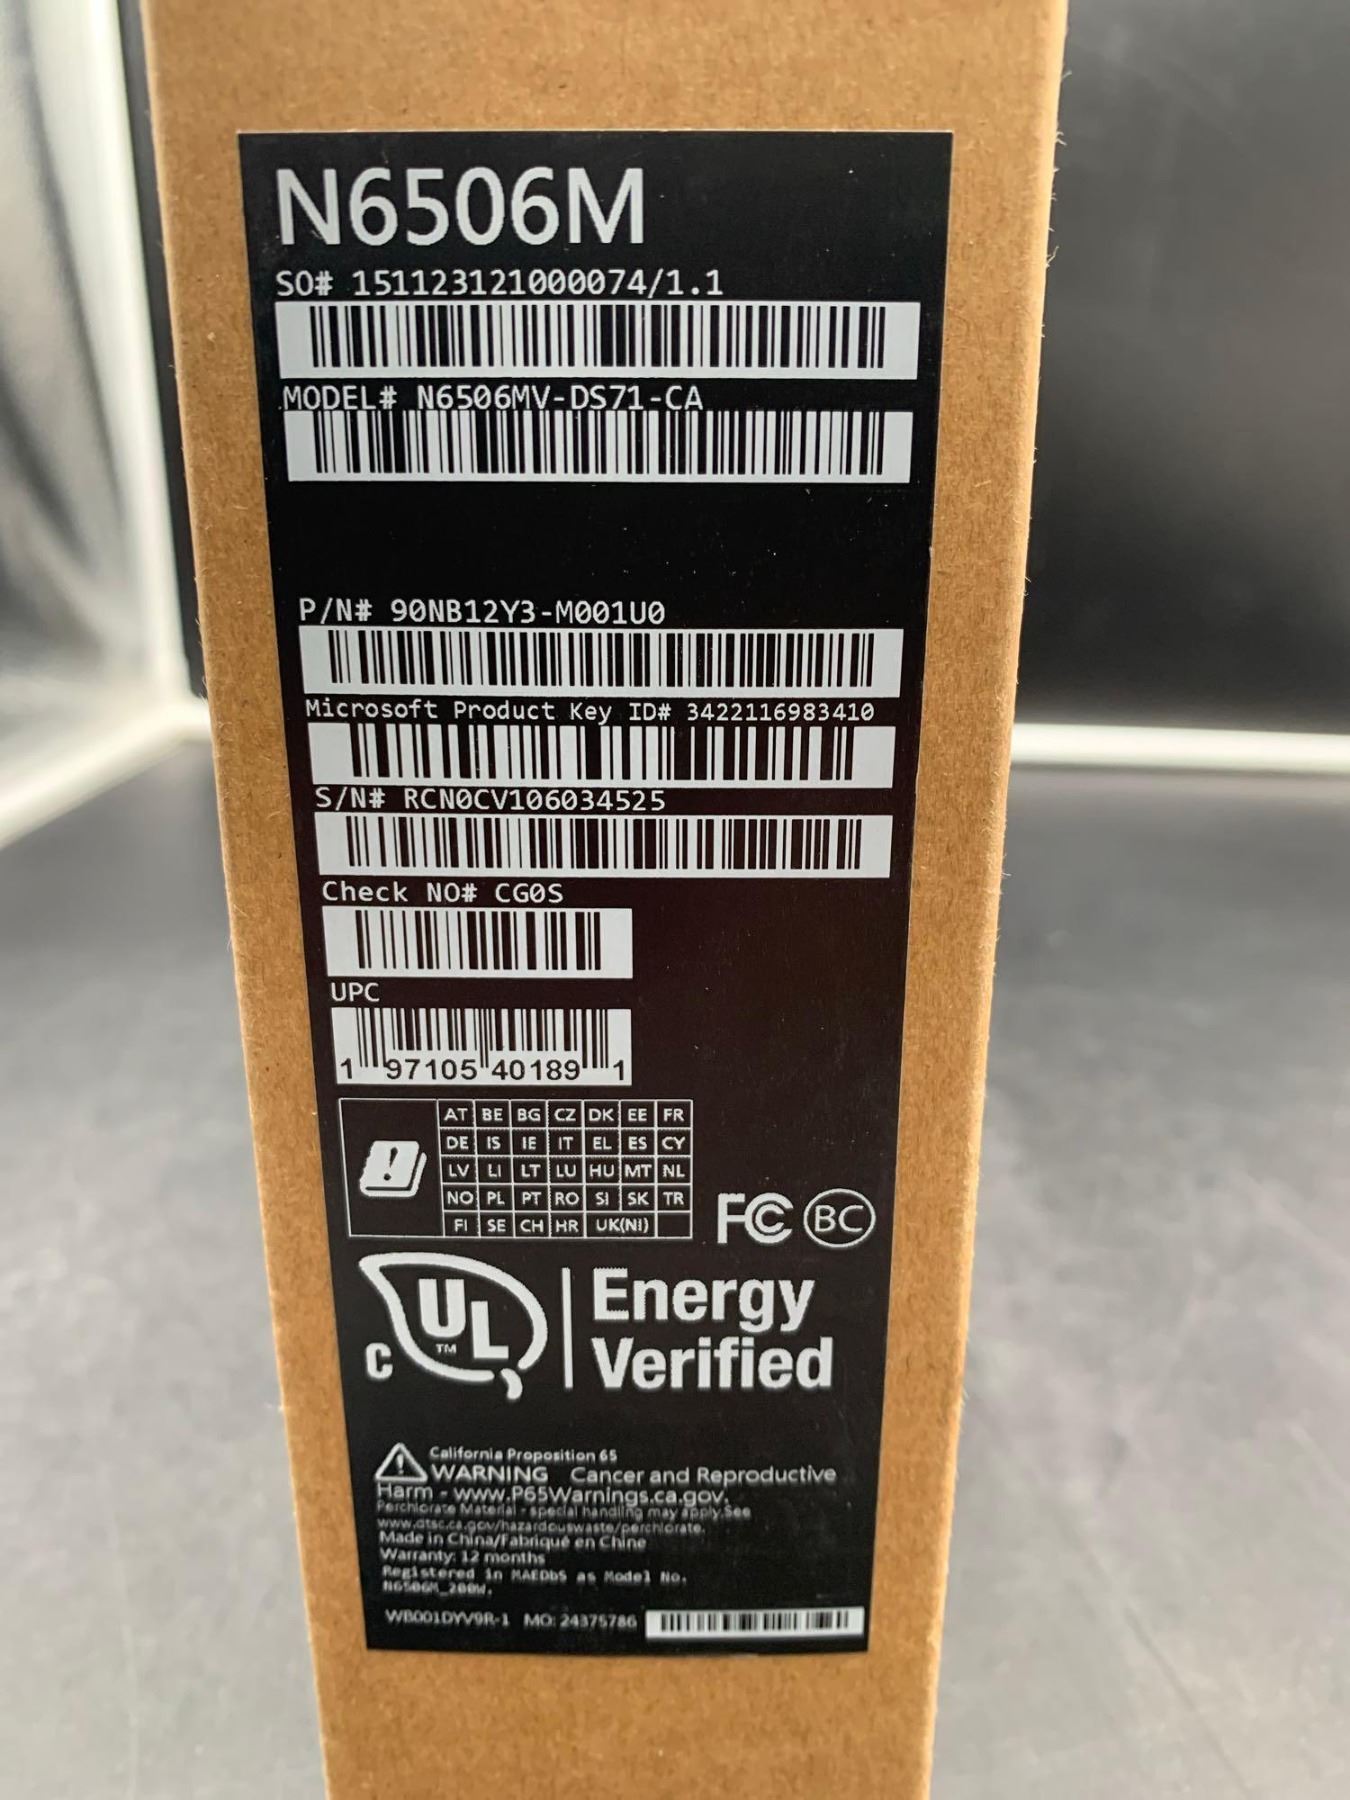 N6506M
SO# 151123121000074/1.1
MODEL# N6506MV-DS71-CA
P/N# 90NB12Y3-M001U0
Microsoft Product Key ID# 3422116983410
S/N# RCN0CV106034525
Check NO# CG0S
UPC
1 97105 40189 1
AT BE BG CZ DK EE FR
DE IS IE IT EL ES CY
LV LI LT LU HU MT NL
NO PL PT RO SI SK TR
FI SE CH HR UK(NI)
FC BC
C UL TM Energy
Verified
California Proposition 65
WARNING Cancer and Reproductive
Harm - www.P65Warnings.ca.gov.
Perchlorate Material - special handling may apply.See
www.dtsc.ca.gov/hazardouswaste/perchlorate.
Made in China/Fabriqué en Chine
Warranty: 12 months
Registered in MAEDbS as Model No.
N6506M_200W.
WB001DYV9R-1 MO: 24375786